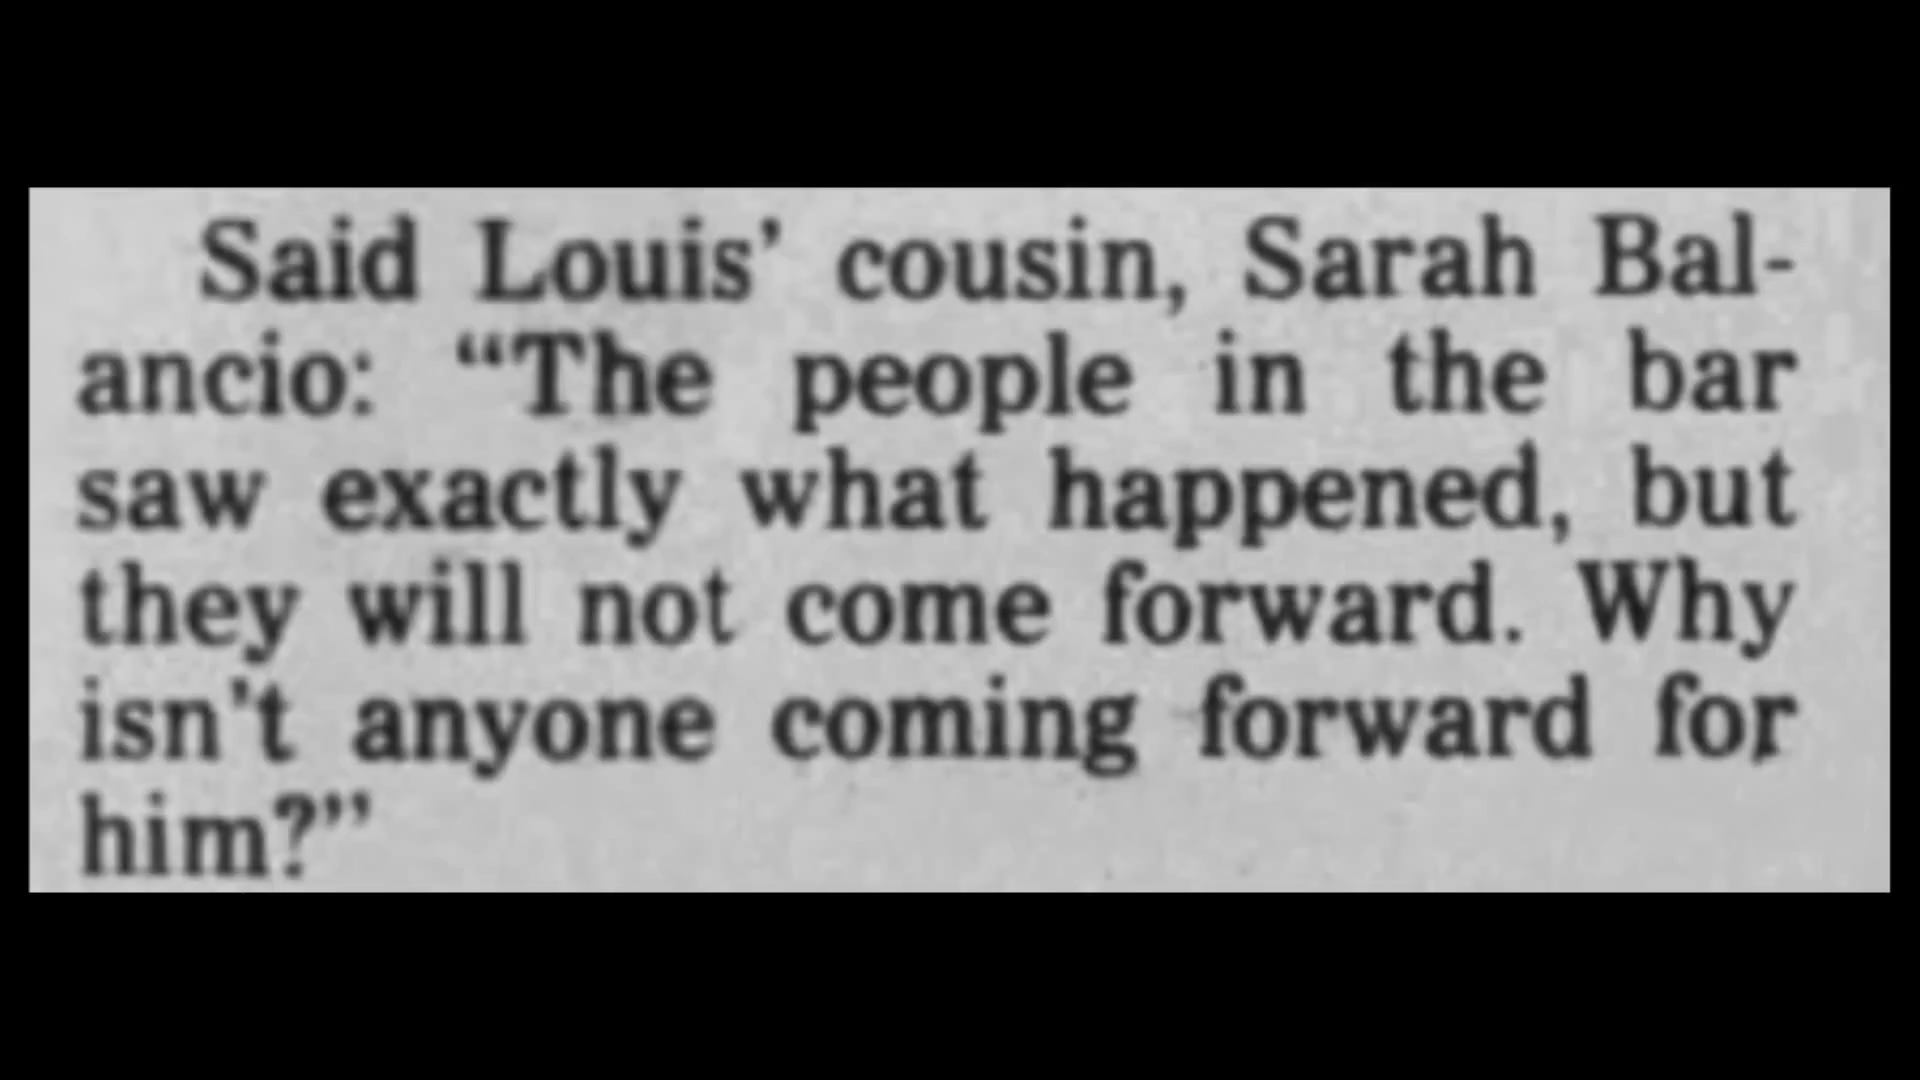 Said Louis’ cousin, Sarah Bal-
ancio: “The people in the bar
saw exactly what happened, but
they will not come forward. Why
isn't anyone coming forward for
him?”